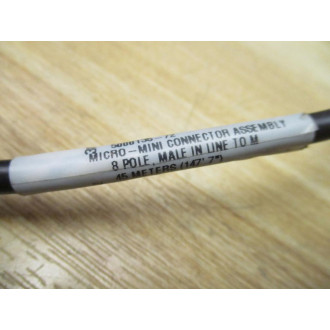 MICRO-MINI CONNECTOR ASSEMBLY
8 POLE, MALE IN LINE TO M
45 METERS (147' 7")